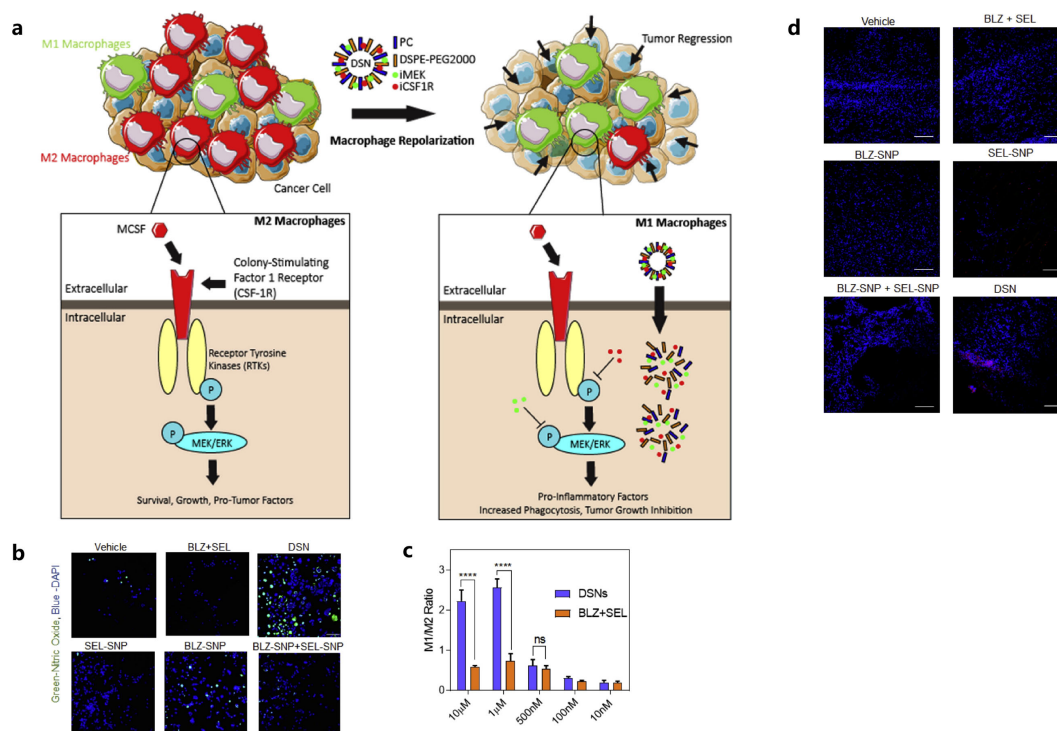 a
M1 Macrophages
M2 Macrophages
Cancer Cell
DSN
PC
DSPE-PEG2000
iMEK
iCSF1R
Macrophage Repolarization
Tumor Regression
M2 Macrophages
MCSF
Colony-Stimulating
Factor 1 Receptor
(CSF-1R)
Extracellular
Intracellular
Receptor Tyrosine
Kinases (RTKs)
P
P
MEK/ERK
Survival, Growth, Pro-Tumor Factors
M1 Macrophages
Extracellular
Intracellular
P
P
MEK/ERK
Pro-Inflammatory Factors
Increased Phagocytosis, Tumor Growth Inhibition
b
Green-Nitric Oxide, Blue -DAPI
Vehicle
BLZ+SEL
DSN
SEL-SNP
BLZ-SNP
BLZ-SNP+SEL-SNP
c
M1/M2 Ratio
3
2
1
0
****
****
ns
DSNs
BLZ+SEL
10μM
1μM
500nM
100nM
10nM
d
Vehicle
BLZ + SEL
BLZ-SNP
SEL-SNP
BLZ-SNP + SEL-SNP
DSN